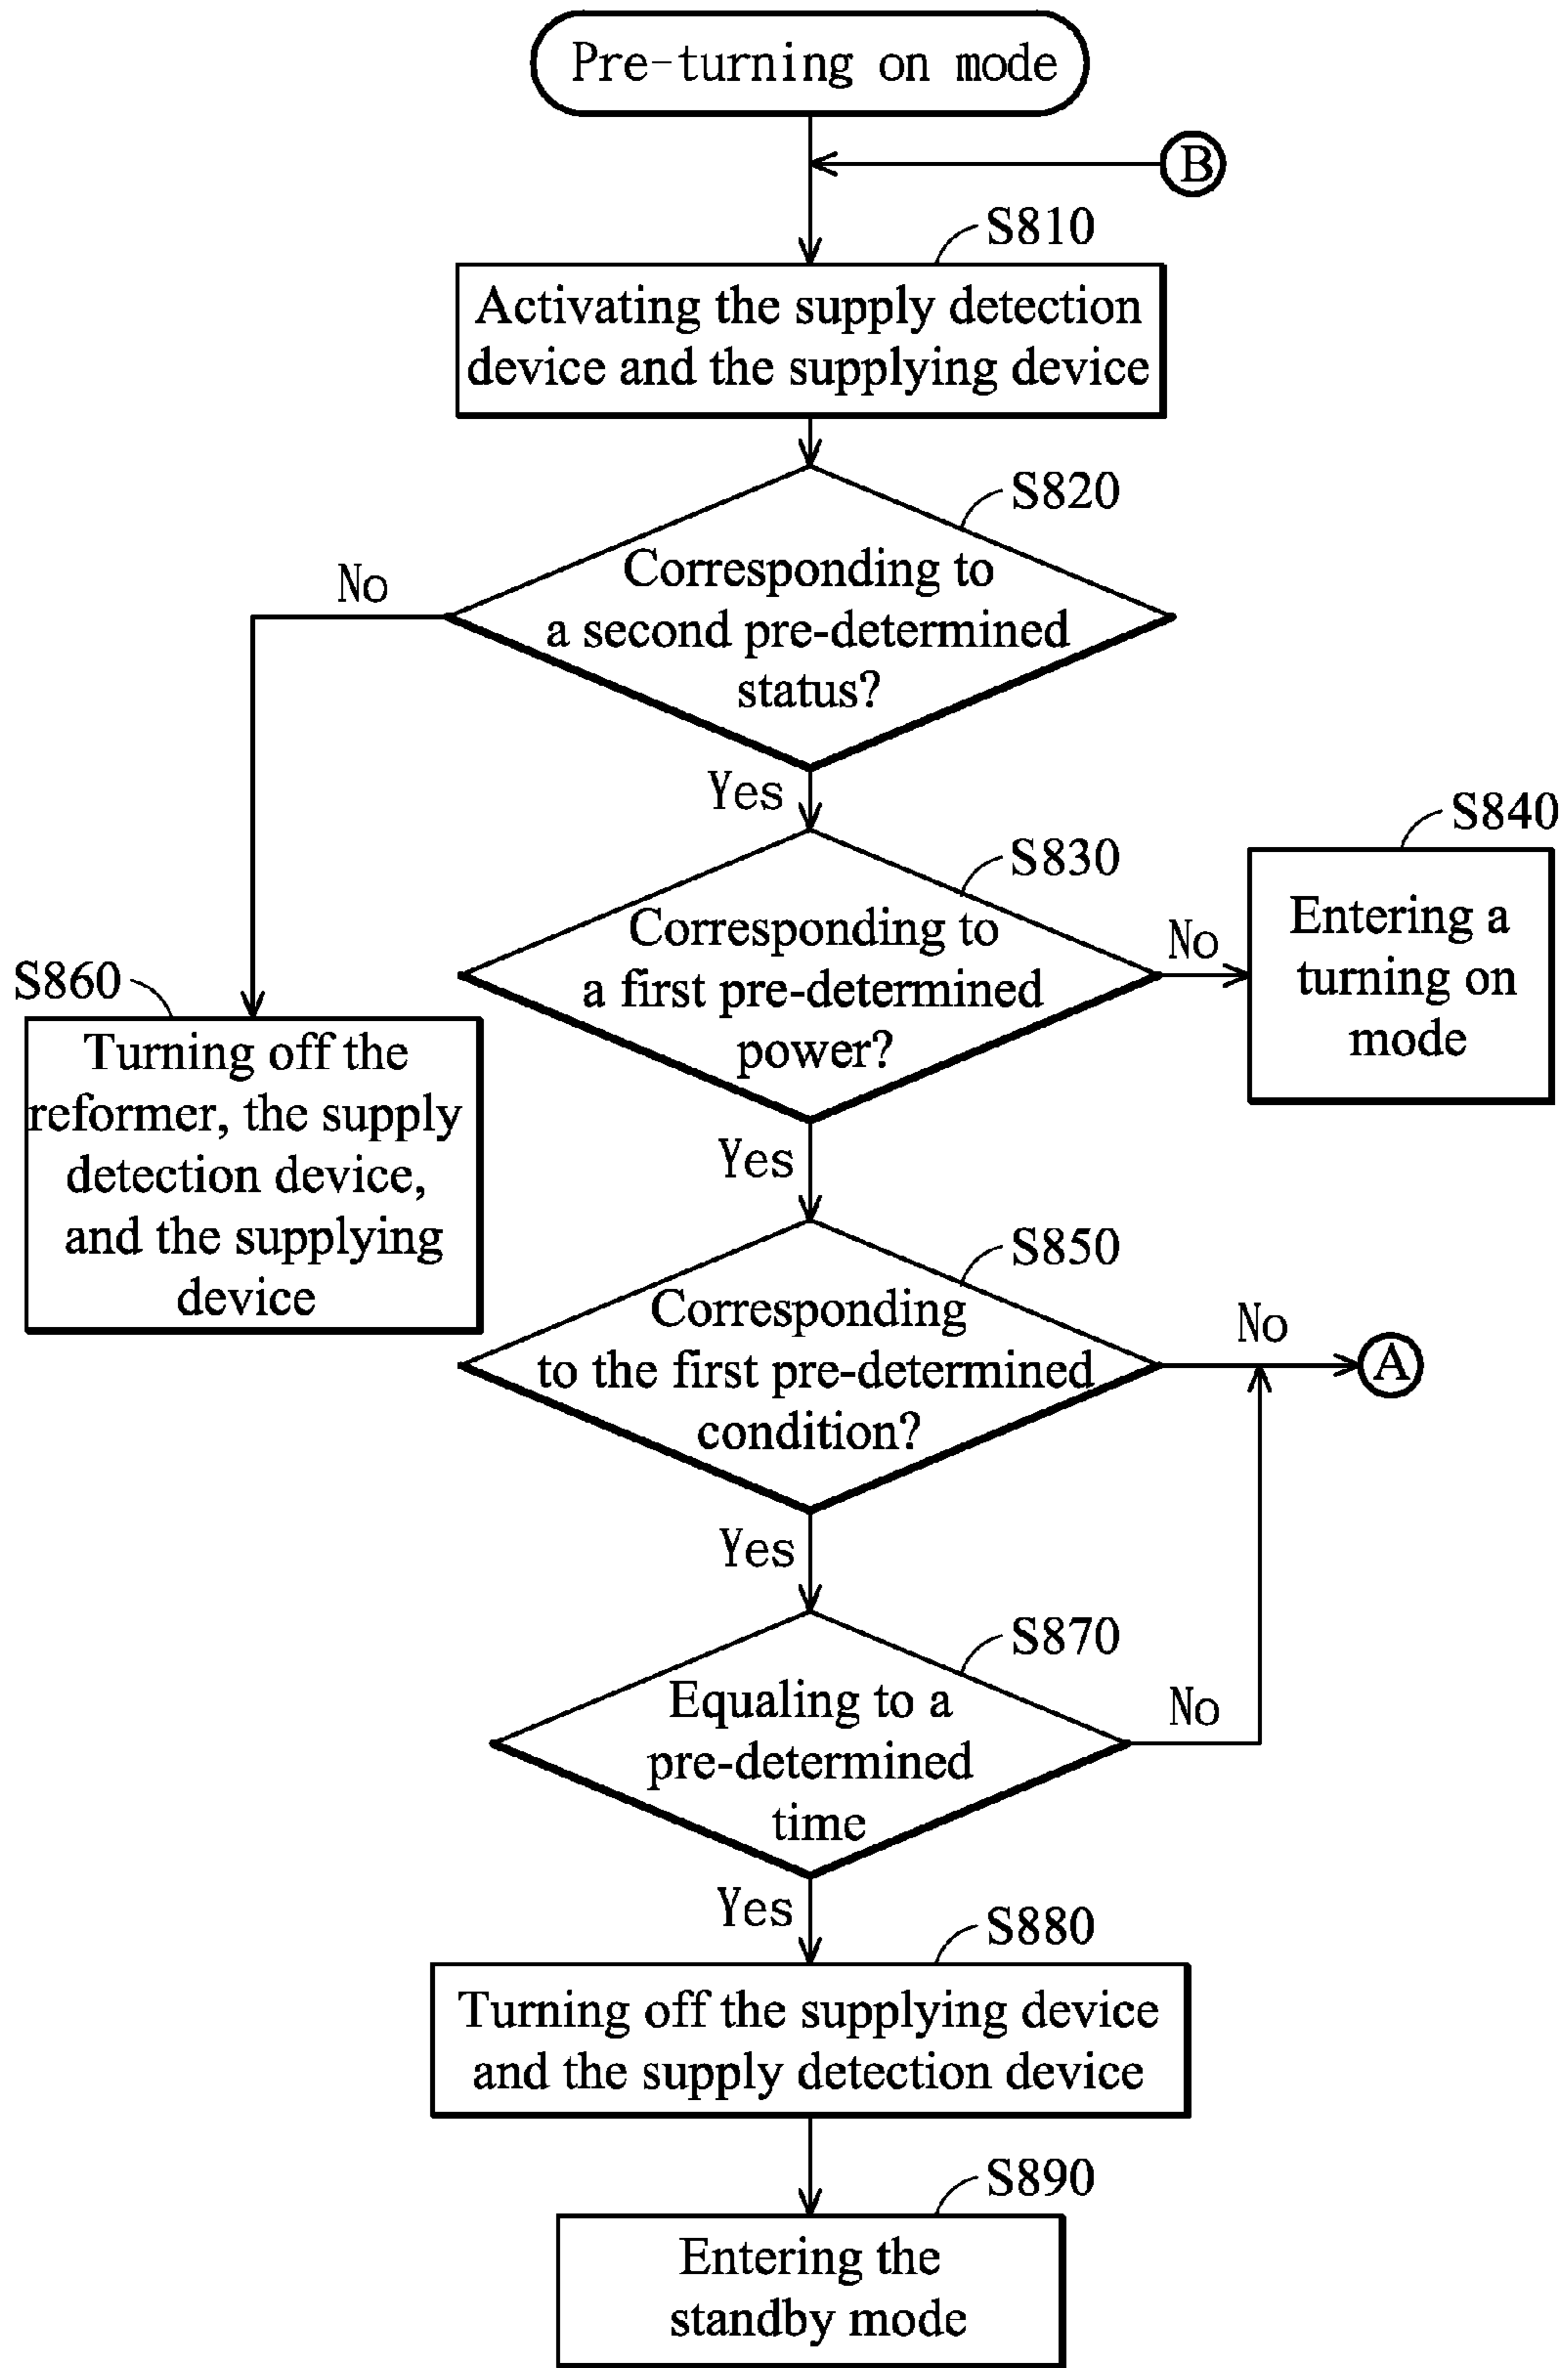 Pre-turning on mode
B
S810
Activating the supply detection
device and the supplying device
S820
Corresponding to
a second pre-determined
status?
No
Yes
S830
Corresponding to
a first pre-determined
power?
No
S840
Entering a
turning on
mode
S860
Turning off the
reformer, the supply
detection device,
and the supplying
device
Yes
S850
Corresponding
to the first pre-determined
condition?
No
A
Yes
S870
Equaling to a
pre-determined
time
No
Yes
S880
Turning off the supplying device
and the supply detection device
S890
Entering the
standby mode